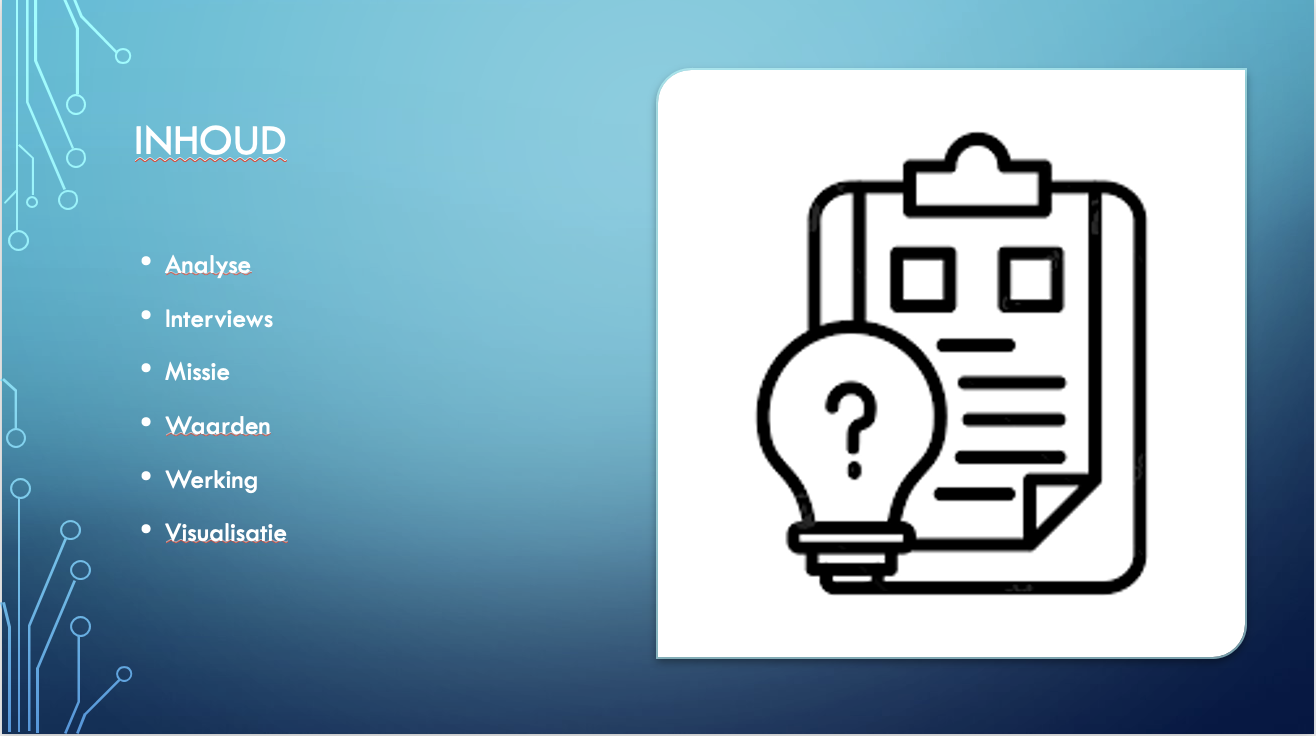 INHOUD
• Analyse
• Interviews
• Missie
• Waarden
• Werking
• Visualisatie
?